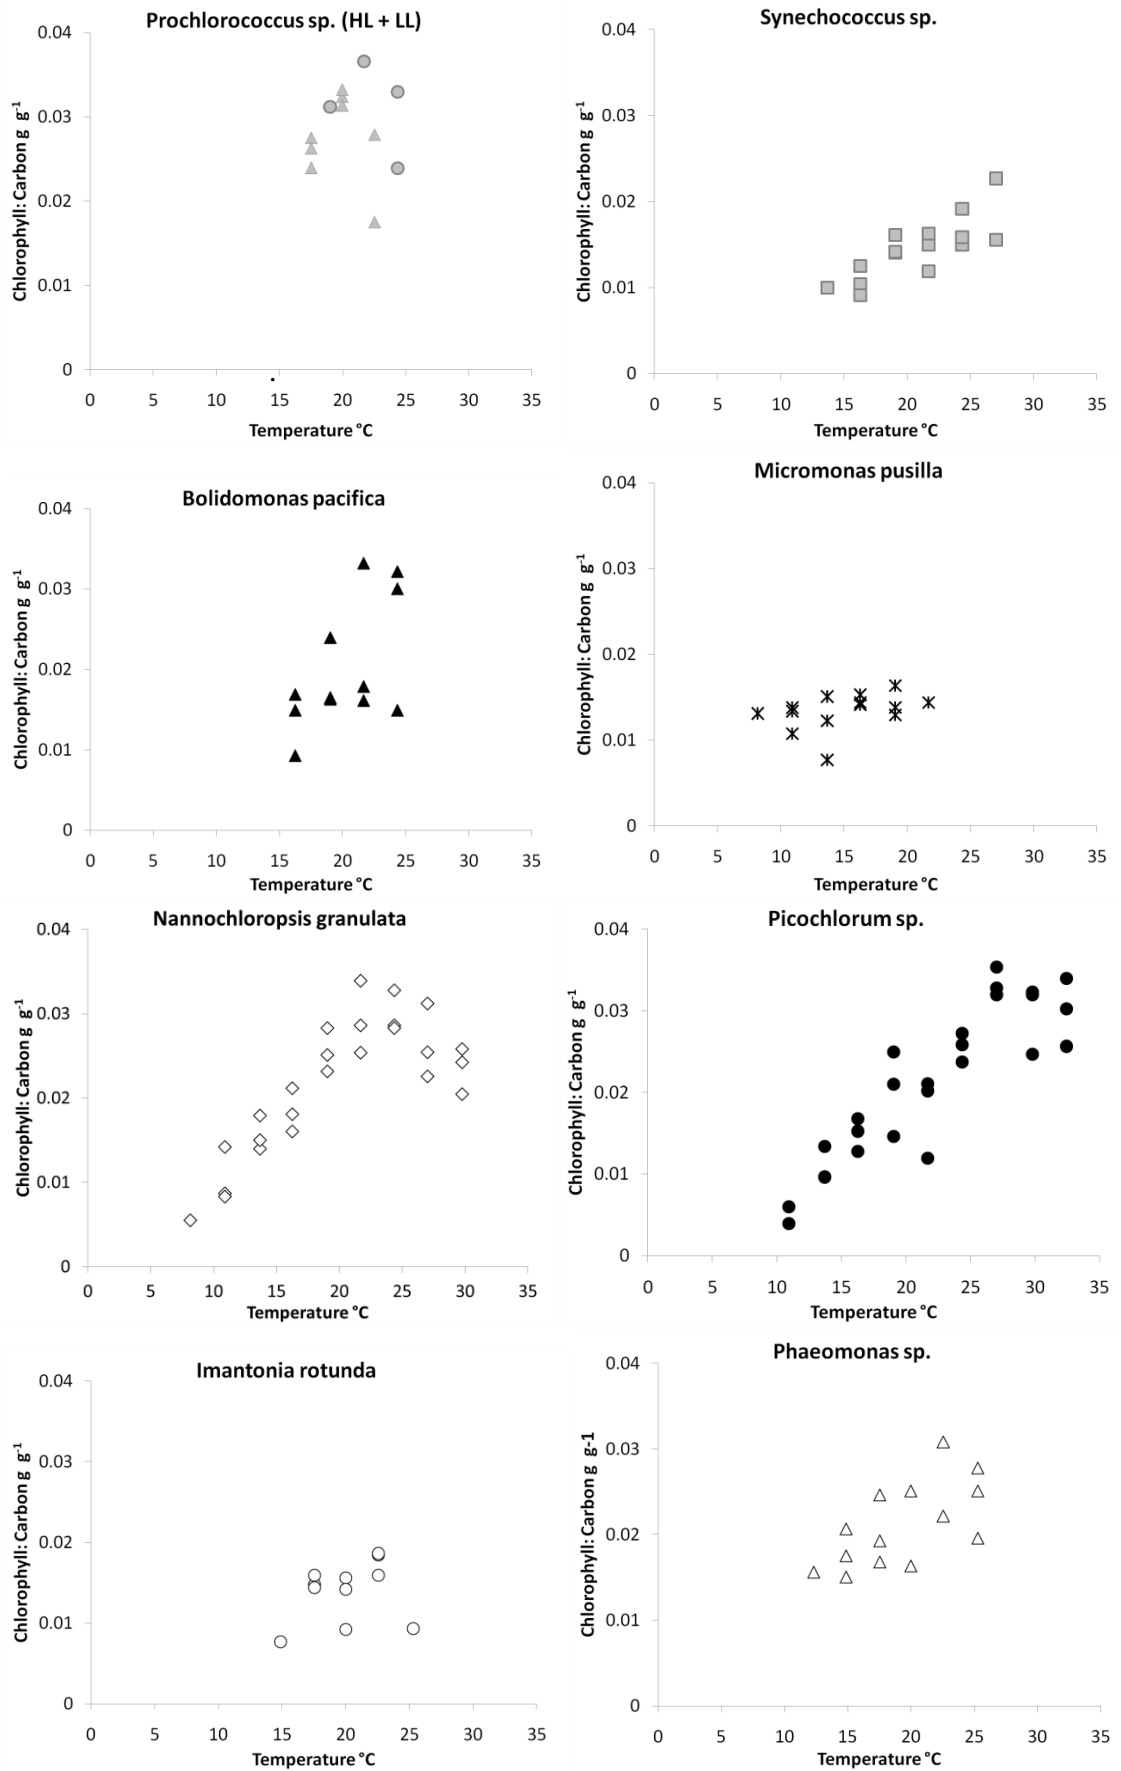 Prochlorococcus sp. (HL + LL)
Chlorophyll: Carbon g g-1
0.04
0.03
0.02
0.01
0
0 5 10 15 20 25 30 35
Temperature °C
Synechococcus sp.
Chlorophyll: Carbon g g-1
0.04
0.03
0.02
0.01
0
0 5 10 15 20 25 30 35
Temperature °C
Bolidomonas pacifica
Chlorophyll: Carbon g g-1
0.04
0.03
0.02
0.01
0
0 5 10 15 20 25 30 35
Temperature °C
Micromonas pusilla
Chlorophyll: Carbon g g-1
0.04
0.03
0.02
0.01
0
0 5 10 15 20 25 30 35
Temperature °C
Nannochloropsis granulata
Chlorophyll: Carbon g g-1
0.04
0.03
0.02
0.01
0
0 5 10 15 20 25 30 35
Temperature °C
Picochlorum sp.
Chlorophyll: Carbon g g-1
0.04
0.03
0.02
0.01
0
0 5 10 15 20 25 30 35
Temperature °C
Imantonia rotunda
Chlorophyll: Carbon g g-1
0.04
0.03
0.02
0.01
0
0 5 10 15 20 25 30 35
Temperature °C
Phaeomonas sp.
Chlorophyll: Carbon g g-1
0.04
0.03
0.02
0.01
0
0 5 10 15 20 25 30 35
Temperature °C